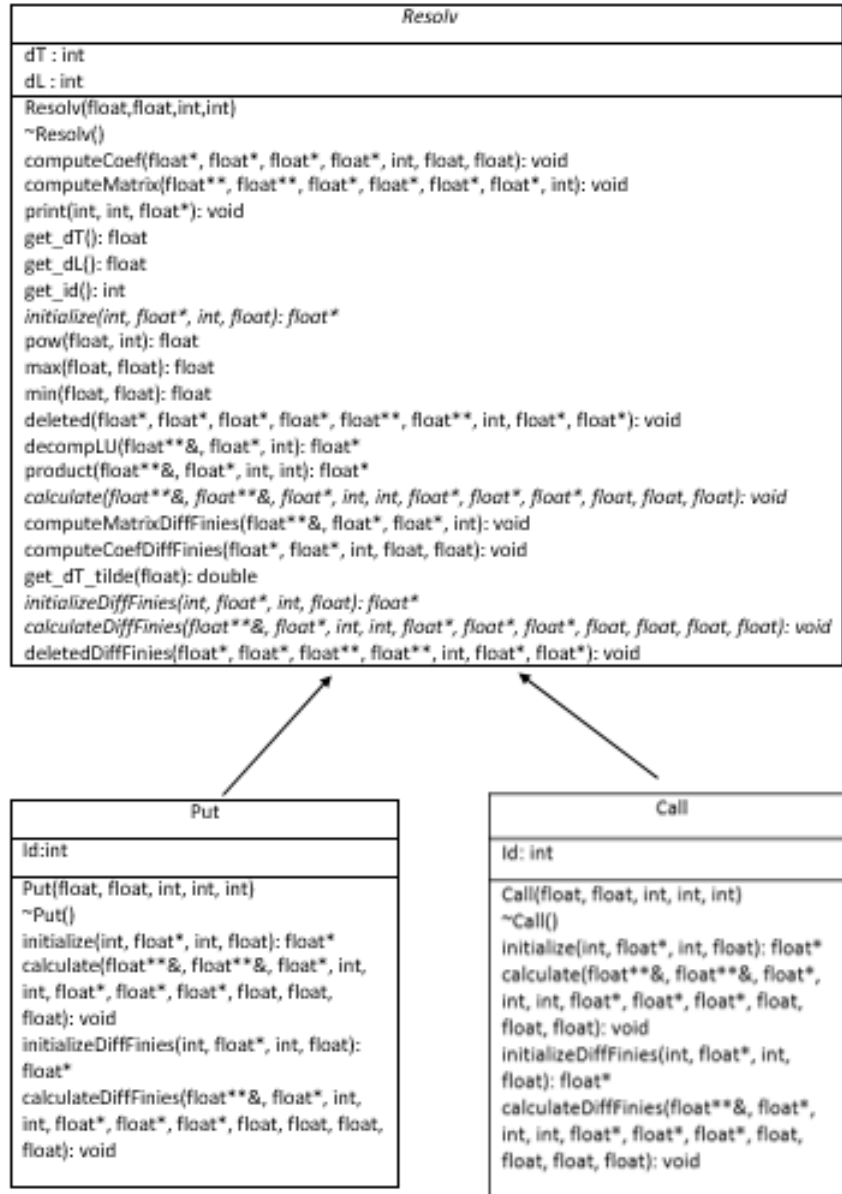 Resolv
dT : int
dL : int
Resolv(float,float,int,int)
~Resolv()
computeCoef(float*, float*, float*, float*, int, float, float): void
computeMatrix(float**, float**, float*, float*, float*, float*, int): void
print(int, int, float*): void
get_dT(): float
get_dL(): float
get_id(): int
initialize(int, float*, int, float): float*
pow(float, int): float
max(float, float): float
min(float, float): float
deleted(float*, float*, float*, float*, float**, float**, int, float*, float*): void
decompLU(float**&, float*, int): float*
product(float**&, float*, int, int): float*
calculate(float**&, float**&, float*, int, int, float*, float*, float*, float, float, float): void
computeMatrixDiffFinies(float**&, float*, float*, int): void
computeCoefDiffFinies(float*, float*, int, float, float): void
get_dT_tilde(float): double
initializeDiffFinies(int, float*, int, float): float*
calculateDiffFinies(float**&, float*, int, int, float*, float*, float*, float, float, float, float): void
deletedDiffFinies(float*, float*, float**, float**, int, float*, float*): void
Put
Id:int
Put(float, float, int, int, int)
~Put()
initialize(int, float*, int, float): float*
calculate(float**&, float**&, float*, int,
int, float*, float*, float*, float, float,
float): void
initializeDiffFinies(int, float*, int, float):
float*
calculateDiffFinies(float**&, float*, int,
int, float*, float*, float*, float, float, float,
float): void
Call
Id: int
Call(float, float, int, int, int)
~Call()
initialize(int, float*, int, float): float*
calculate(float**&, float**&, float*,
int, int, float*, float*, float*, float,
float, float): void
initializeDiffFinies(int, float*, int,
float): float*
calculateDiffFinies(float**&, float*,
int, int, float*, float*, float*, float,
float, float, float): void